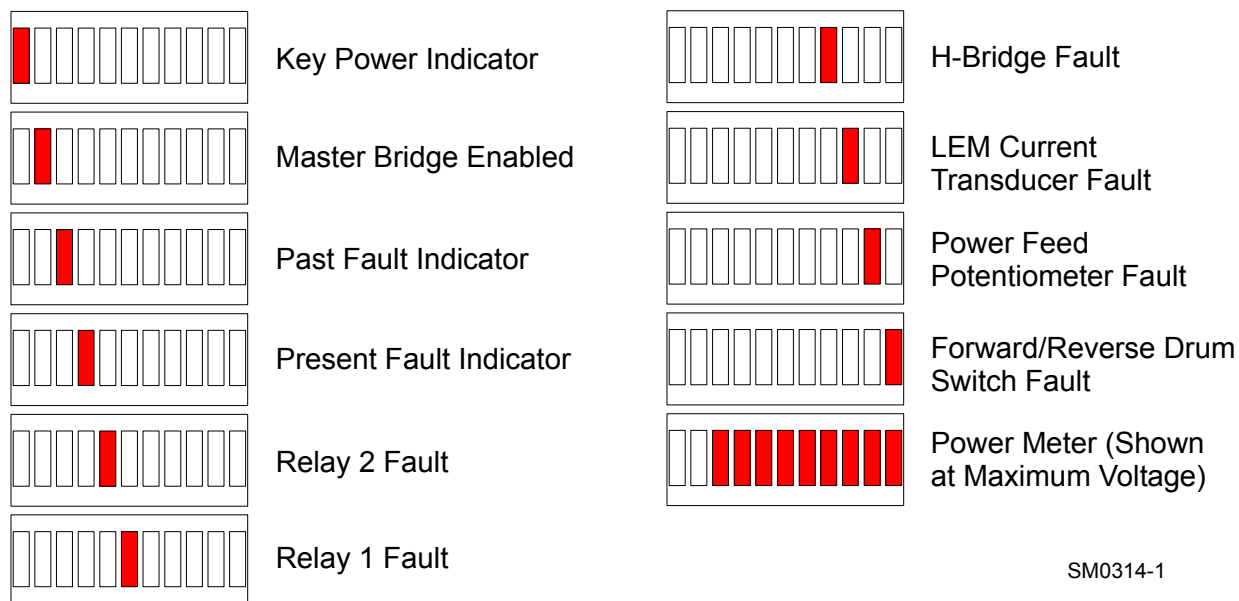 Key Power Indicator
Master Bridge Enabled
Past Fault Indicator
Present Fault Indicator
Relay 2 Fault
Relay 1 Fault
H-Bridge Fault
LEM Current
Transducer Fault
Power Feed
Potentiometer Fault
Forward/Reverse Drum
Switch Fault
Power Meter (Shown
at Maximum Voltage)
SM0314-1